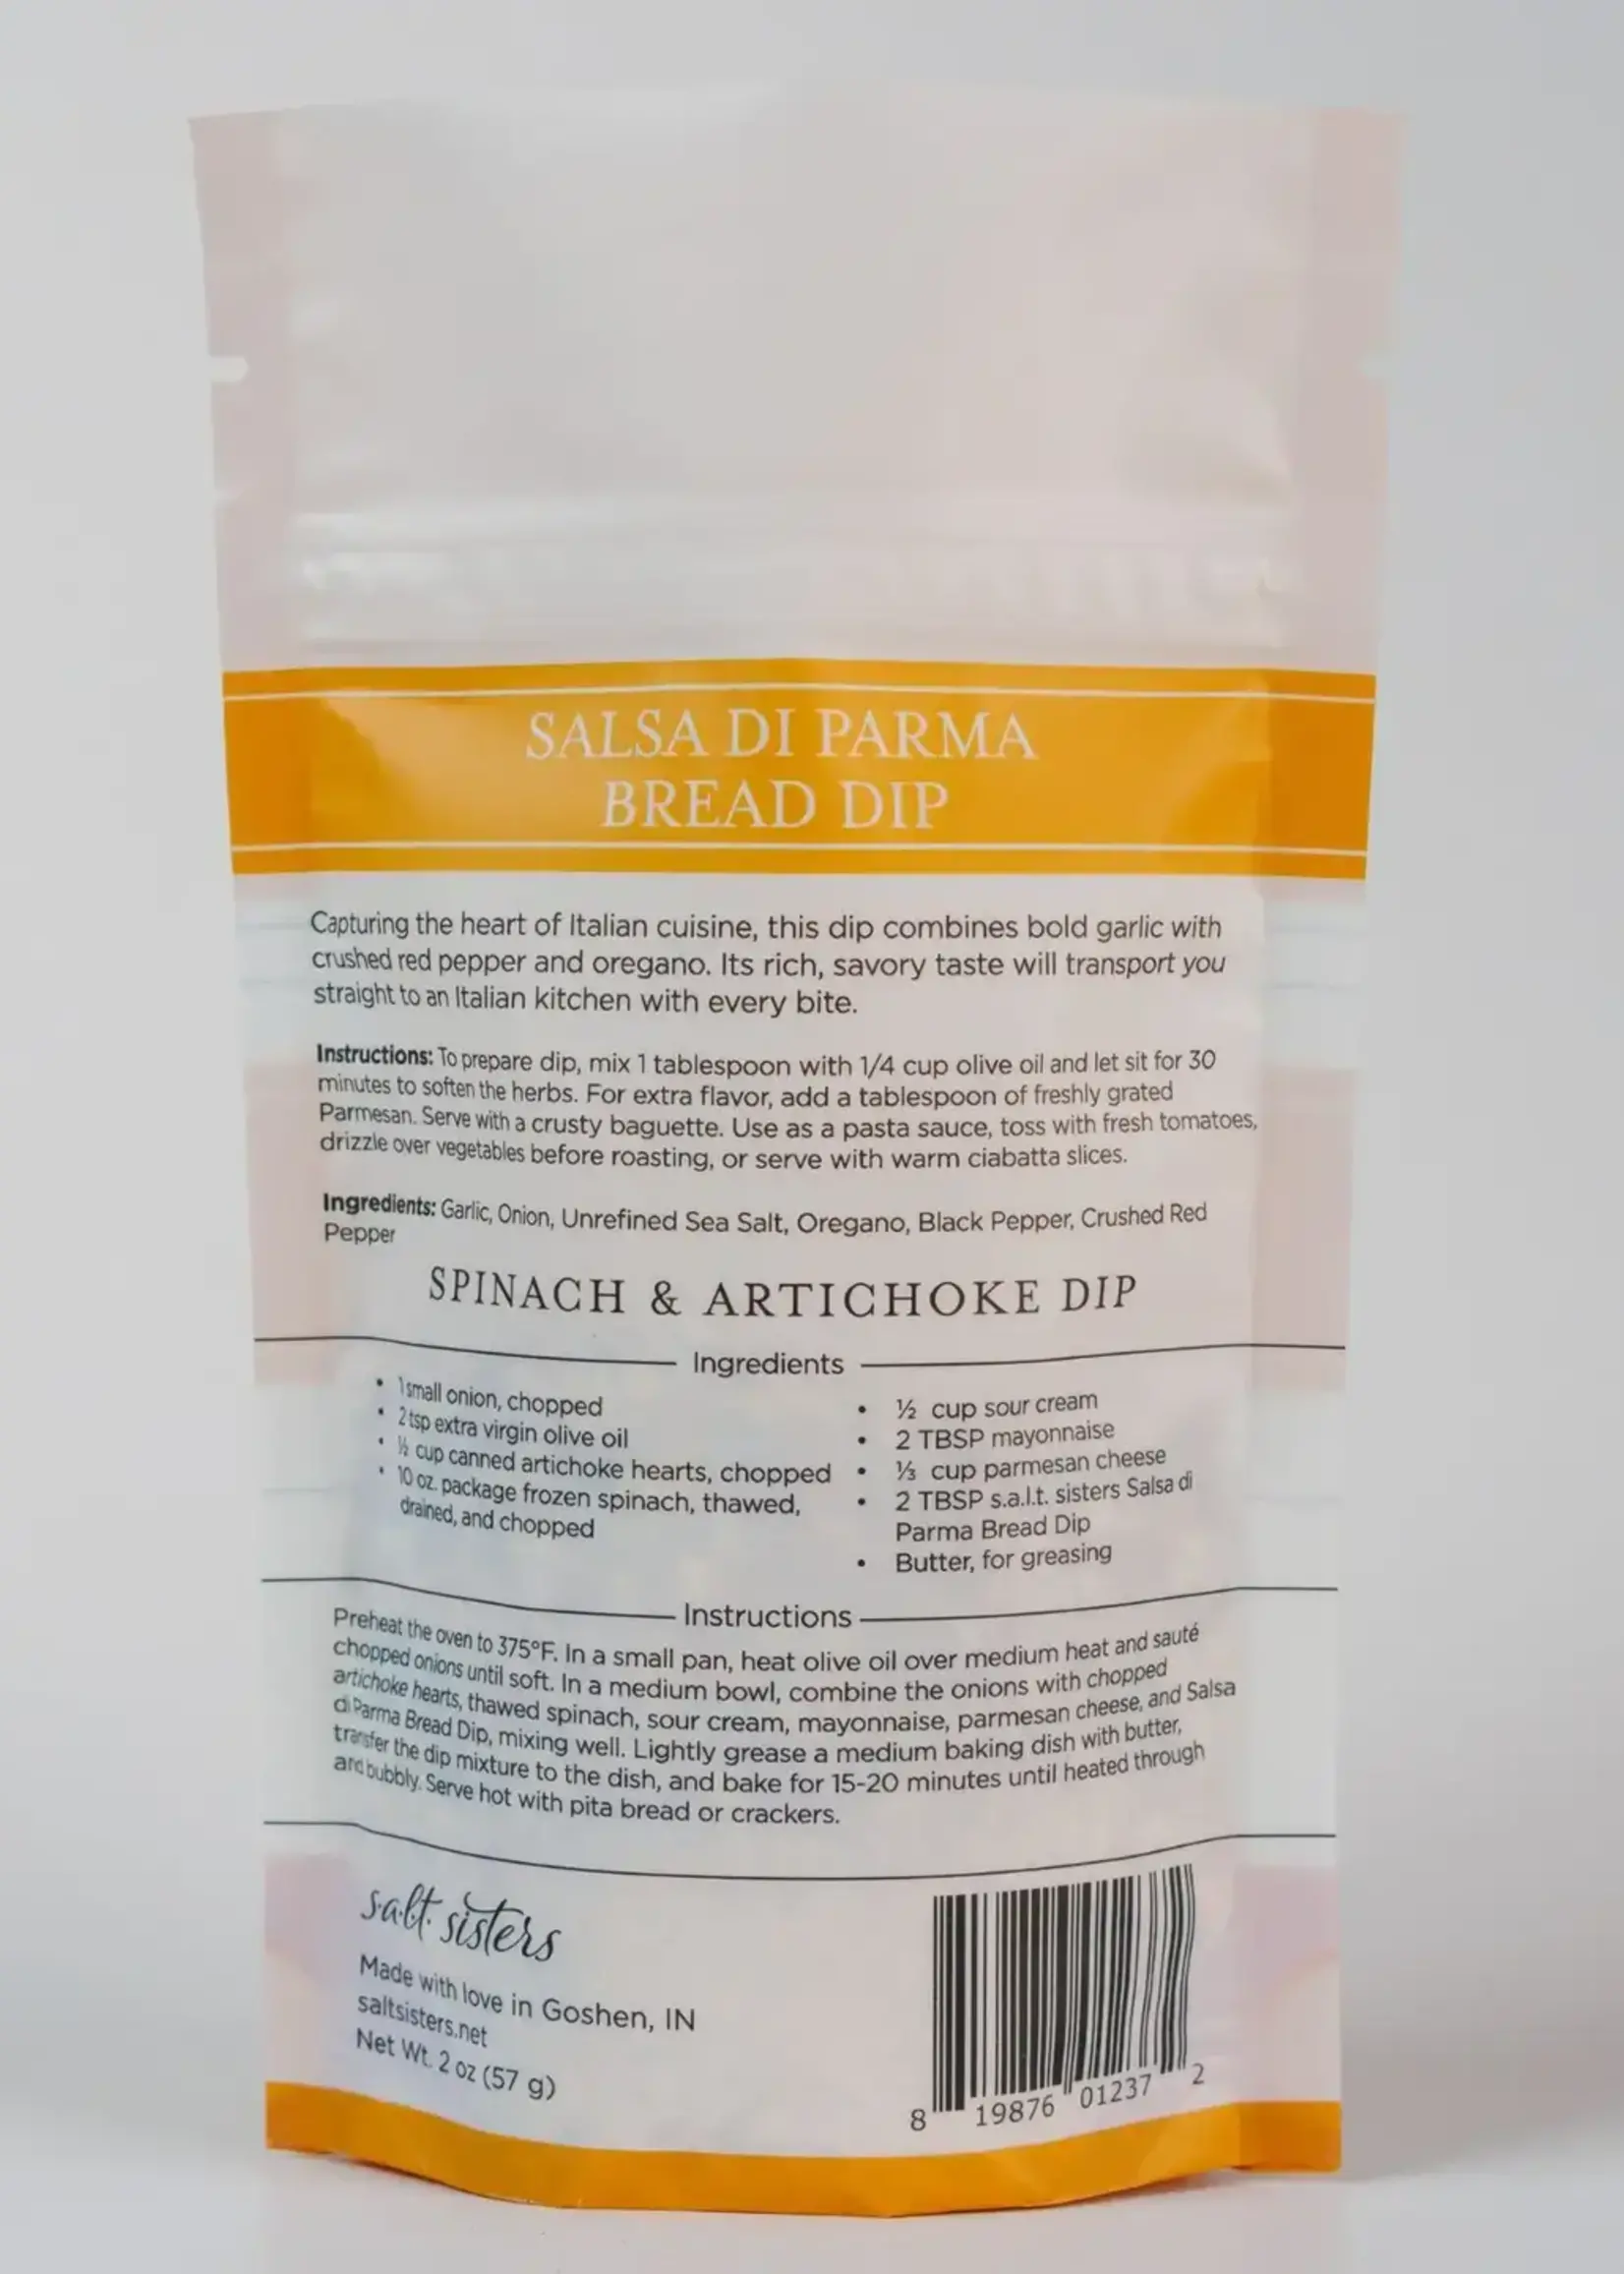 SALSA DI PARMA
BREAD DIP
Capturing the heart of Italian cuisine, this dip combines bold garlic with
crushed red pepper and oregano. Its rich, savory taste will transport you
straight to an Italian kitchen with every bite.
Instructions: To prepare dip, mix 1 tablespoon with 1/4 cup olive oil and let sit for 30
minutes to soften the herbs. For extra flavor, add a tablespoon of freshly grated
Parmesan. Serve with a crusty baguette. Use as a pasta sauce, toss with fresh tomatoes,
drizzle over vegetables before roasting, or serve with warm ciabatta slices.
Ingredients: Garlic, Onion, Unrefined Sea Salt, Oregano, Black Pepper, Crushed Red
Pepper
SPINACH & ARTICHOKE DIP
Ingredients
• 1 small onion, chopped
• 2 tsp extra virgin olive oil
• ½ cup canned artichoke hearts, chopped
• 10 oz. package frozen spinach, thawed,
drained, and chopped
• ½ cup sour cream
• 2 TBSP mayonnaise
• ⅓ cup parmesan cheese
• 2 TBSP s.a.l.t. sisters Salsa di
Parma Bread Dip
• Butter, for greasing
Instructions
Preheat the oven to 375°F. In a small pan, heat olive oil over medium heat and sauté
chopped onions until soft. In a medium bowl, combine the onions with chopped
artichoke hearts, thawed spinach, sour cream, mayonnaise, parmesan cheese, and Salsa
di Parma Bread Dip, mixing well. Lightly grease a medium baking dish with butter,
transfer the dip mixture to the dish, and bake for 15-20 minutes until heated through
and bubbly. Serve hot with pita bread or crackers.
s.a.l.t. sisters
Made with love in Goshen, IN
saltsisters.net
Net Wt. 2 oz (57 g)
8 19876 01237 2